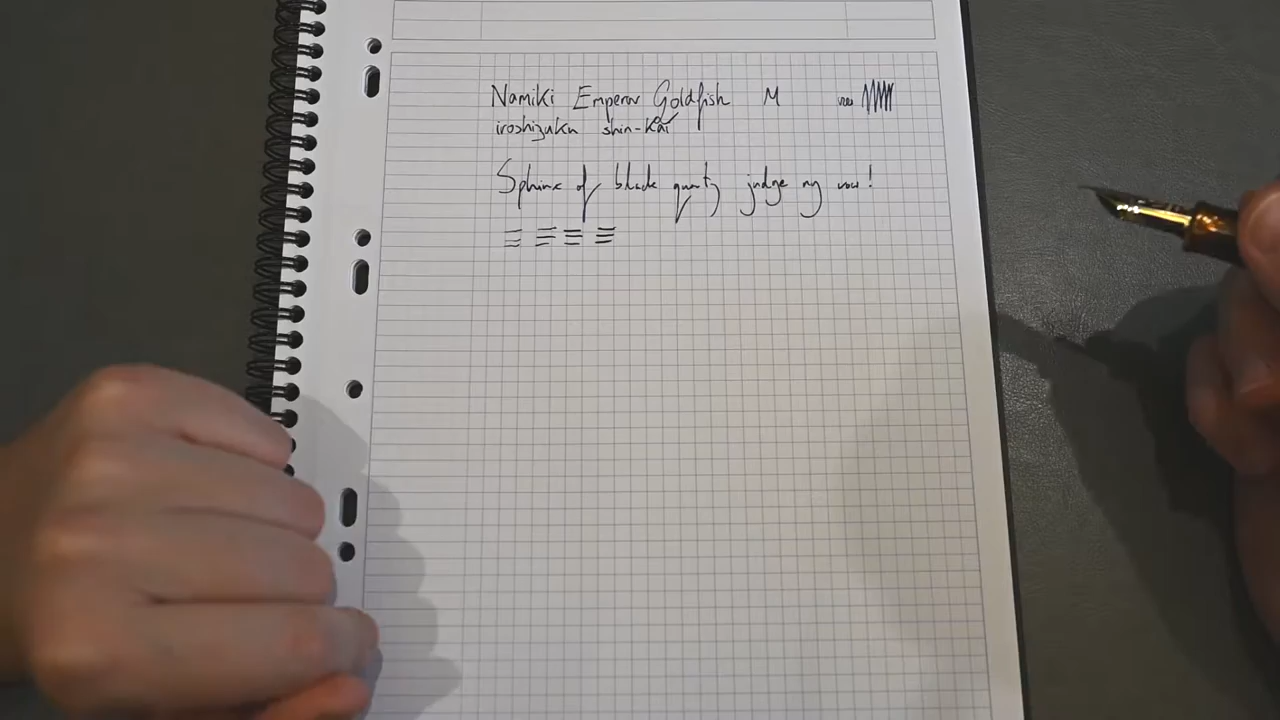 Namiki Emperor Goldfish M
iroshizuku shin-kai
Sphinx of black quartz judge my vow!